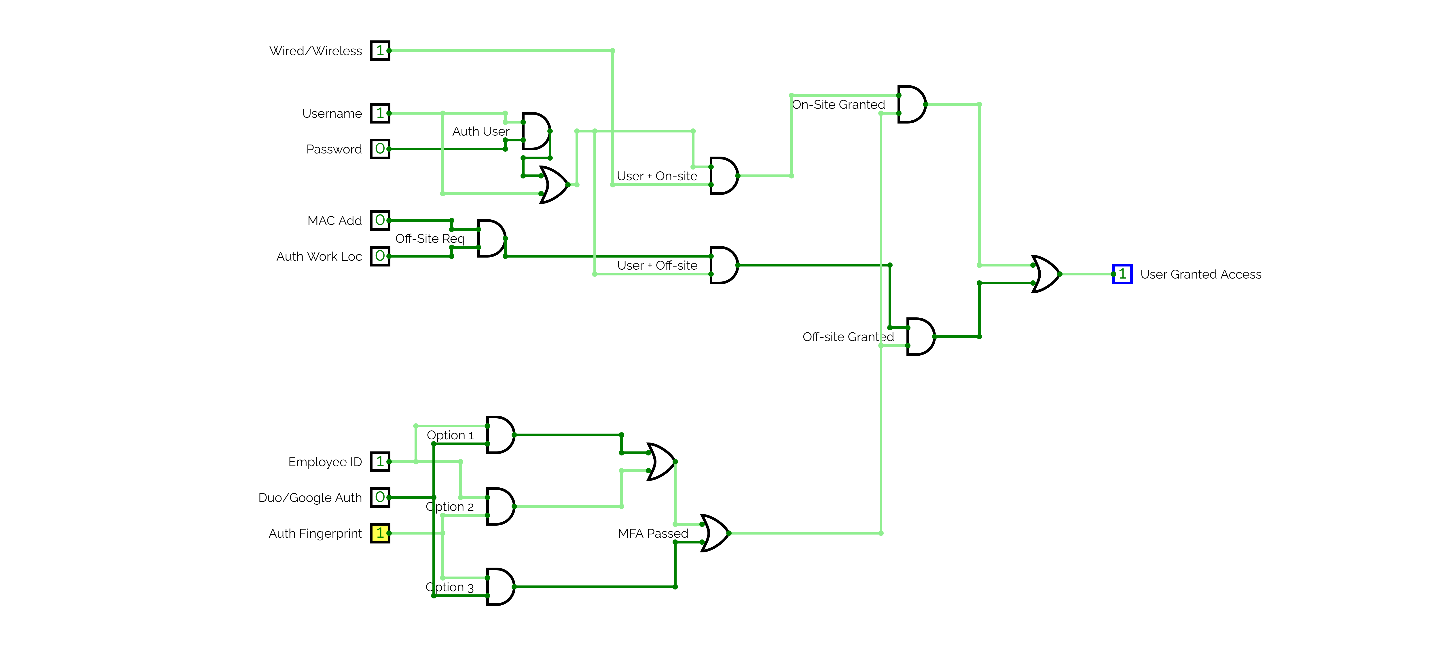 Wired/Wireless 1
Username 1
Auth User
Password 0
On-Site Granted
User + On-site
MAC Add 0
Off-Site Req
Auth Work Loc 0
User + Off-site
1 User Granted Access
Off-site Granted
Option 1
Employee ID 1
Duo/Google Auth 0
Option 2
Auth Fingerprint 1
MFA Passed
Option 3